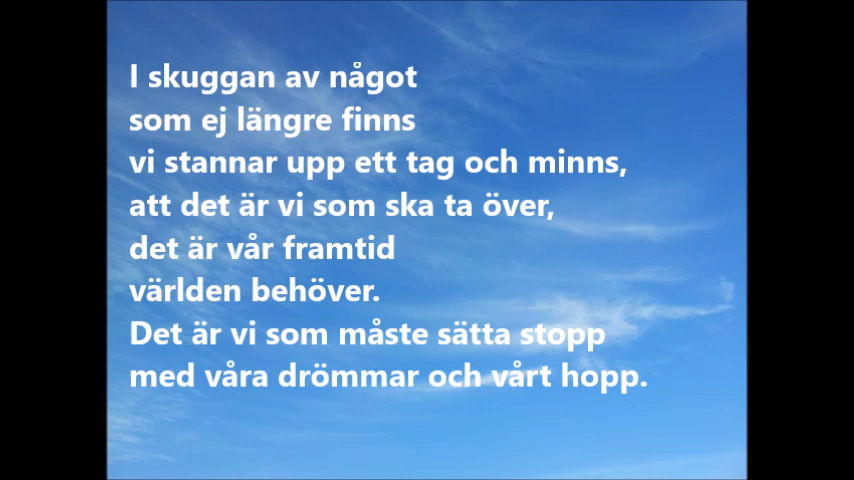 I skuggan av något
som ej längre finns
vi stannar upp ett tag och minns,
att det är vi som ska ta över,
det är vår framtid
världen behöver.
Det är vi som måste sätta stopp
med våra drömmar och vårt hopp.